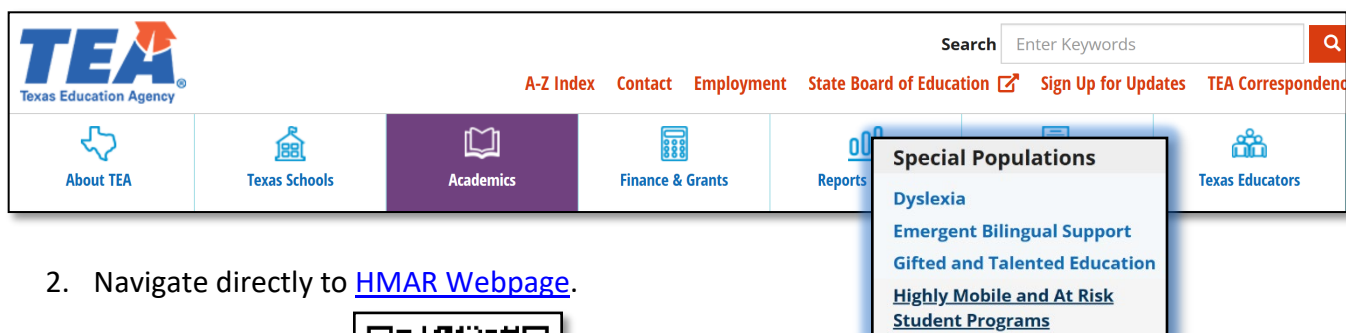 Search Enter Keywords
TEA®
Texas Education Agency
A-Z Index Contact Employment State Board of Education Sign Up for Updates TEA
About TEA Texas Schools Academics Finance & Grants Reports Texas Educators
Special Populations
Dyslexia
Emergent Bilingual Support
Gifted and Talented Education
Highly Mobile and At Risk
Student Programs
2. Navigate directly to HMAR Webpage.